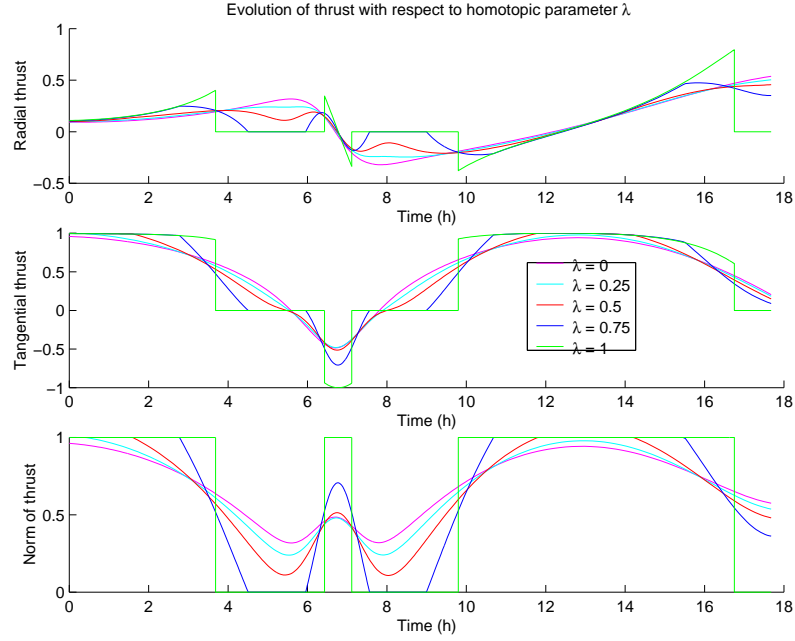 Evolution of thrust with respect to homotopic parameter λ
1
0.5
0
−0.5
Radial thrust
0 2 4 6 8 10 12 14 16 18
Time (h)
1
0.5
0
−0.5
−1
Tangential thrust
λ = 0
λ = 0.25
λ = 0.5
λ = 0.75
λ = 1
0 2 4 6 8 10 12 14 16 18
Time (h)
1
0.5
0
Norm of thrust
0 2 4 6 8 10 12 14 16 18
Time (h)